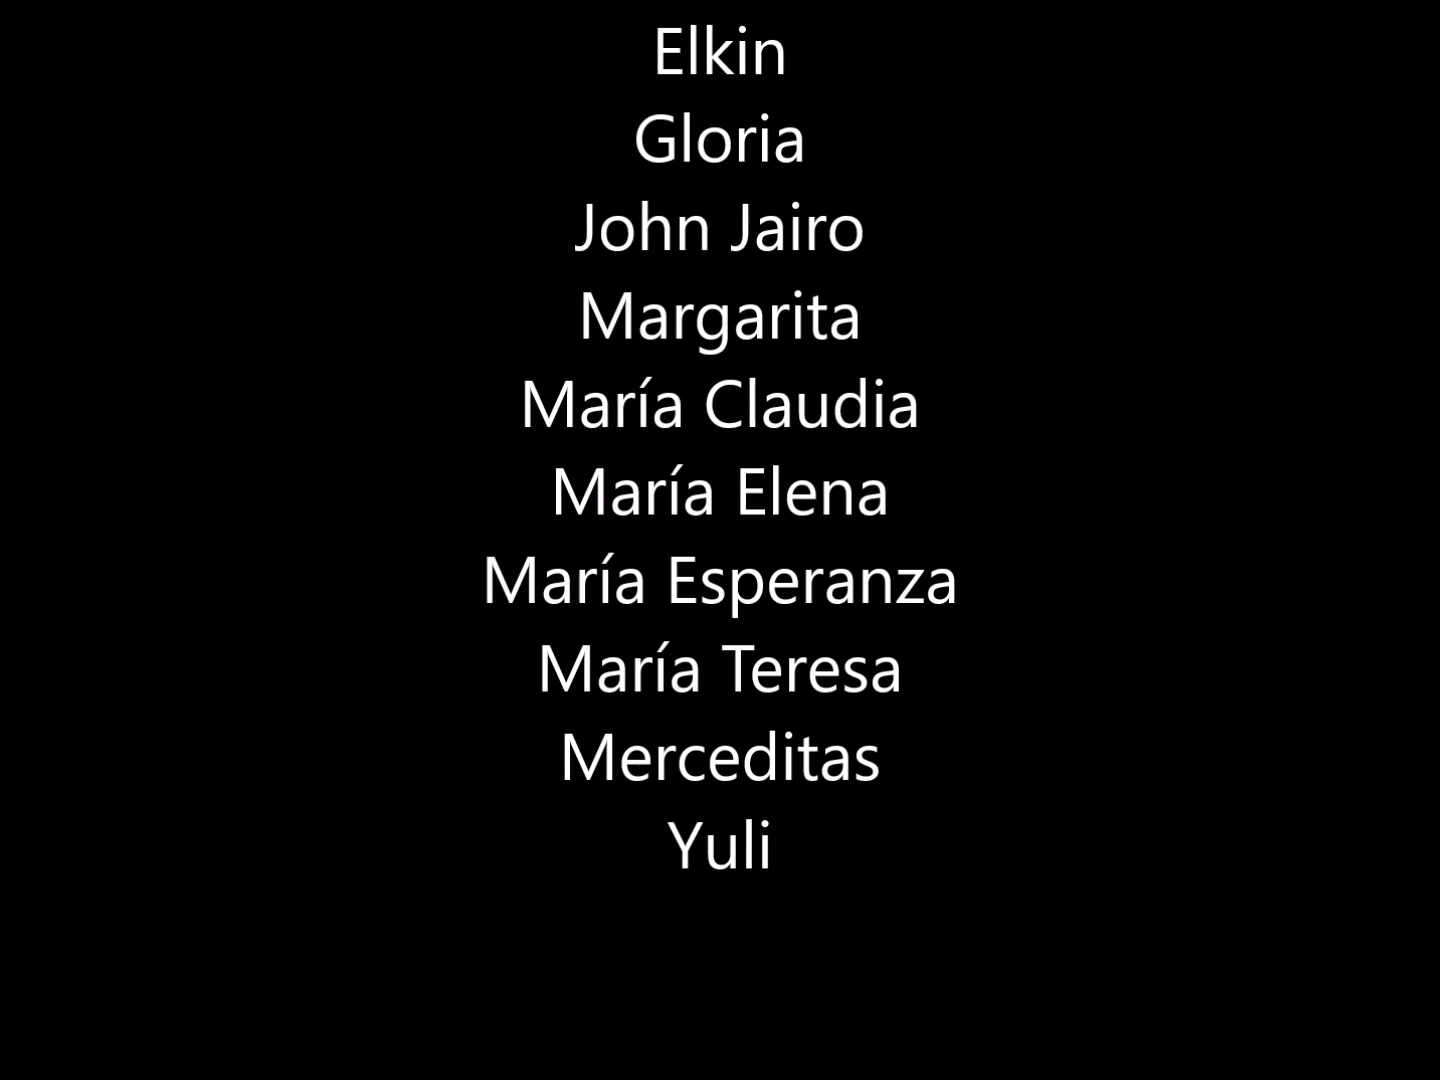 Elkin
Gloria
John Jairo
Margarita
María Claudia
María Elena
María Esperanza
María Teresa
Merceditas
Yuli